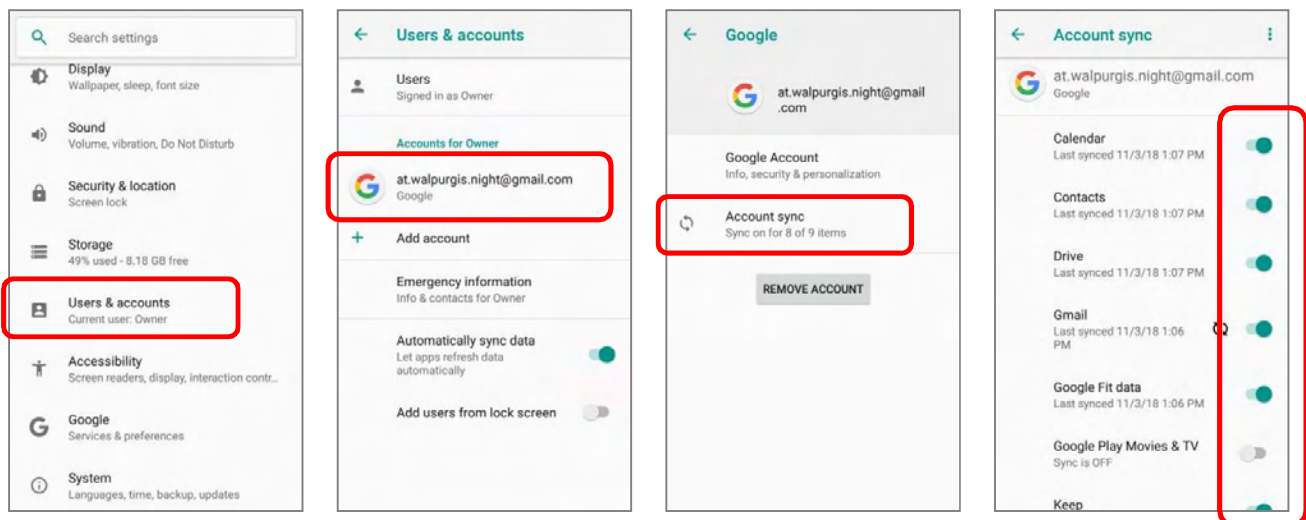 Search settings
Display
Wallpaper, sleep, font size
Sound
Volume, vibration, Do Not Disturb
Security & location
Screen lock
Storage
49% used - 8.18 GB free
Users & accounts
Current user: Owner
Accessibility
Screen readers, display, interaction contr...
Google
Services & preferences
System
Languages, time, backup, updates
Users & accounts
Users
Signed in as Owner
Accounts for Owner
at.walpurgis.night@gmail.com
Google
Add account
Emergency information
Info & contacts for Owner
Automatically sync data
Let apps refresh data
automatically
Add users from lock screen
Google
at.walpurgis.night@gmail
.com
Google Account
Info, security & personalization
Account sync
Sync on for 8 of 9 items
REMOVE ACCOUNT
Account sync
at.walpurgis.night@gmail.com
Google
Calendar
Last synced 11/3/18 1:07 PM
Contacts
Last synced 11/3/18 1:07 PM
Drive
Last synced 11/3/18 1:07 PM
Gmail
Last synced 11/3/18 1:06
PM
Google Fit data
Last synced 11/3/18 1:06 PM
Google Play Movies & TV
Sync is OFF
Keep